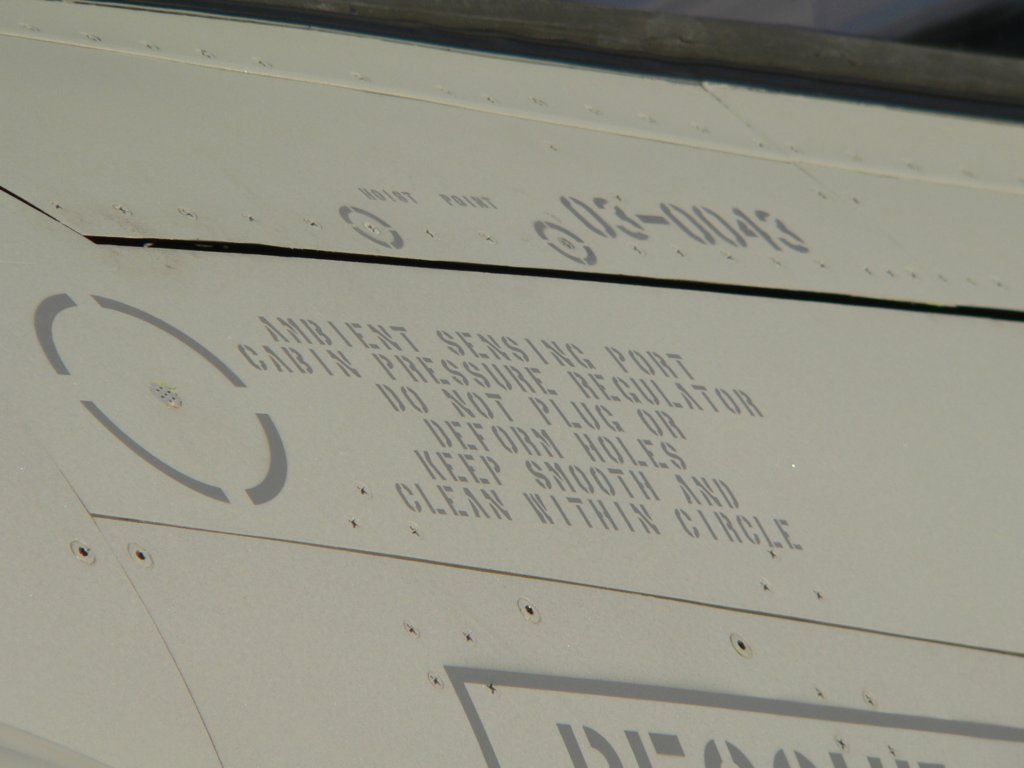 HOIST POINT
03-0043
AMBIENT SENSING PORT
CABIN PRESSURE REGULATOR
DO NOT PLUG OR
DEFORM HOLES
KEEP SMOOTH AND
CLEAN WITHIN CIRCLE